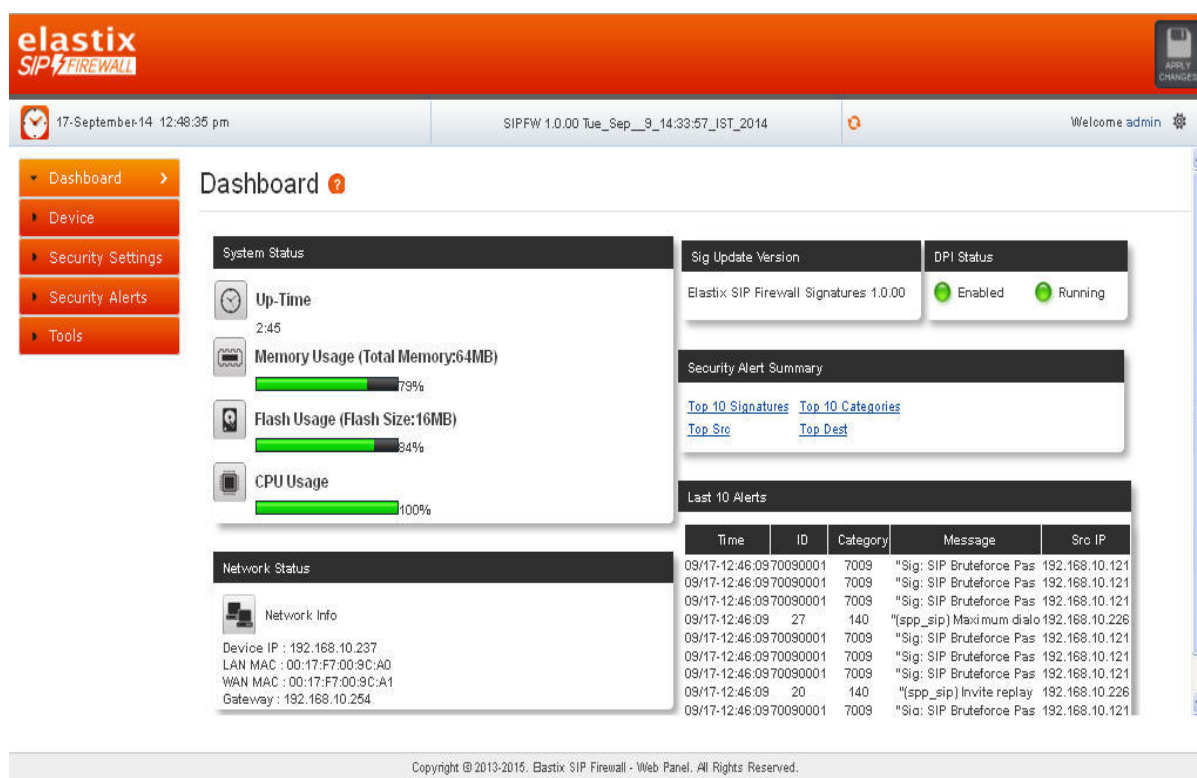 elastix
SIP FIREWALL
APPLY
CHANGES
17-September-14 12:48:35 pm
SIPFW 1.0.00 Tue_Sep__9_14:33:57_IST_2014
Welcome admin
Dashboard
Device
Security Settings
Security Alerts
Tools
Dashboard ?
System Status
Up-Time
2:45
Memory Usage (Total Memory:64MB)
79%
Flash Usage (Flash Size:16MB)
84%
CPU Usage
100%
Network Status
Network Info
Device IP : 192.168.10.237
LAN MAC : 00:17:F7:00:9C:A0
WAN MAC : 00:17:F7:00:9C:A1
Gateway : 192.168.10.254
Sig Update Version
Elastix SIP Firewall Signatures 1.0.00
DPI Status
Enabled Running
Security Alert Summary
Top 10 Signatures Top 10 Categories
Top Src Top Dest
Last 10 Alerts
Time ID Category Message Src IP
09/17-12:46:09 70090001 7009 "Sig: SIP Bruteforce Pas 192.168.10.121
09/17-12:46:09 70090001 7009 "Sig: SIP Bruteforce Pas 192.168.10.121
09/17-12:46:09 70090001 7009 "Sig: SIP Bruteforce Pas 192.168.10.121
09/17-12:46:09 27 140 "(spp_sip) Maximum dialo 192.168.10.226
09/17-12:46:09 70090001 7009 "Sig: SIP Bruteforce Pas 192.168.10.121
09/17-12:46:09 70090001 7009 "Sig: SIP Bruteforce Pas 192.168.10.121
09/17-12:46:09 70090001 7009 "Sig: SIP Bruteforce Pas 192.168.10.121
09/17-12:46:09 20 140 "(spp_sip) Invite replay 192.168.10.226
09/17-12:46:09 70090001 7009 "Sig: SIP Bruteforce Pas 192.168.10.121
Copyright © 2013-2015. Elastix SIP Firewall - Web Panel. All Rights Reserved.